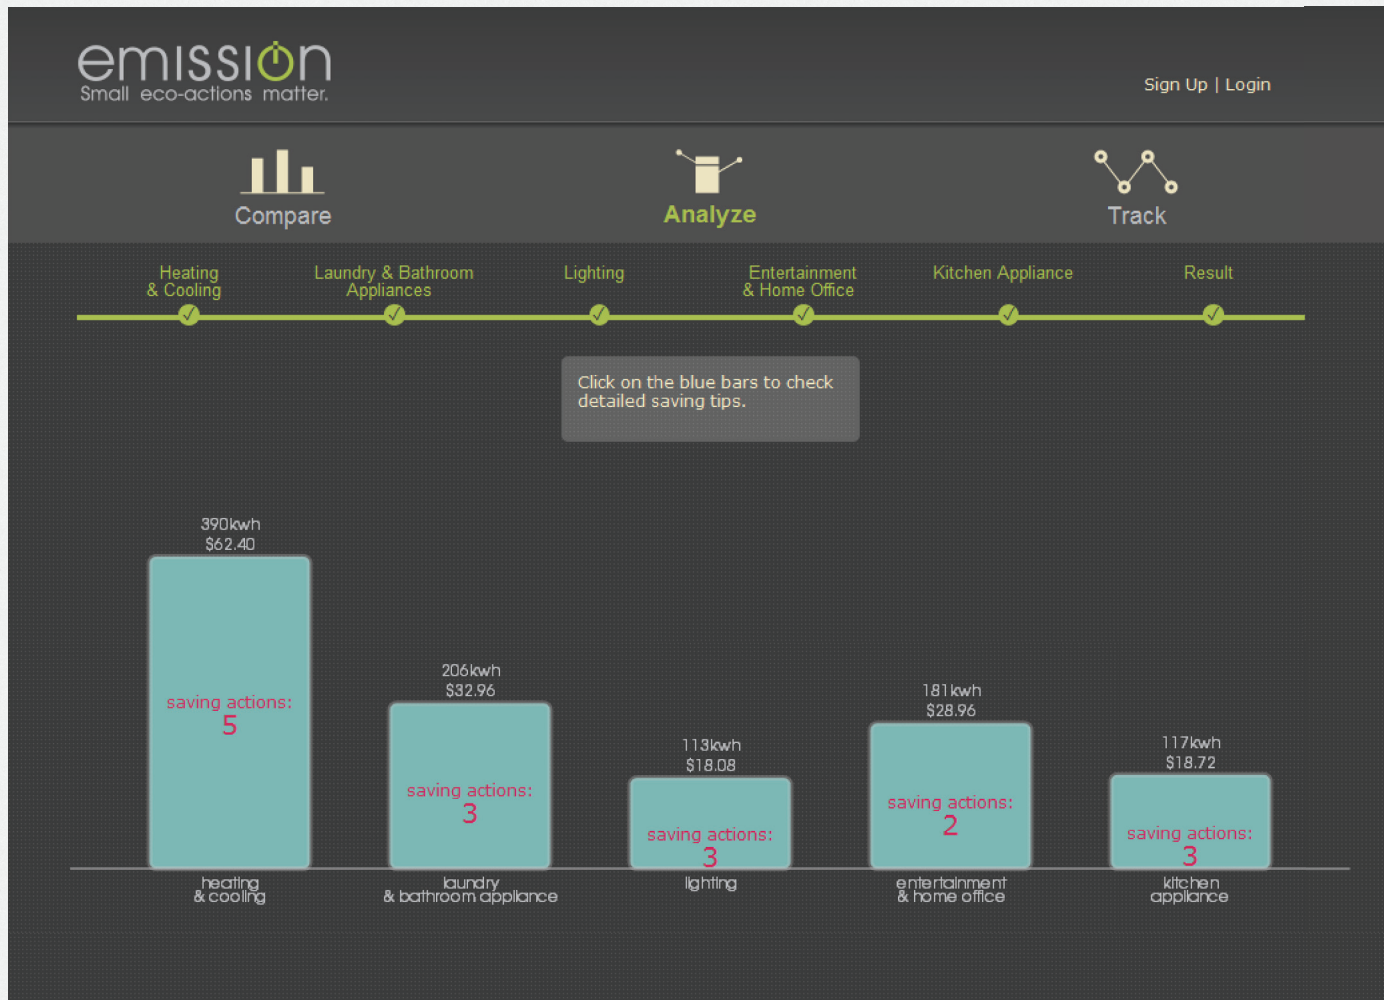 emission
Small eco-actions matter.
Sign Up | Login
Compare
Analyze
Track
Heating
& Cooling
Laundry & Bathroom
Appliances
Lighting
Entertainment
& Home Office
Kitchen Appliance
Result
Click on the blue bars to check
detailed saving tips.
390kwh
$62.40
saving actions:
5
heating
& cooling
206kwh
$32.96
saving actions:
3
laundry
& bathroom appliance
113kwh
$18.08
saving actions:
3
lighting
181kwh
$28.96
saving actions:
2
entertainment
& home office
117kwh
$18.72
saving actions:
3
kitchen
appliance